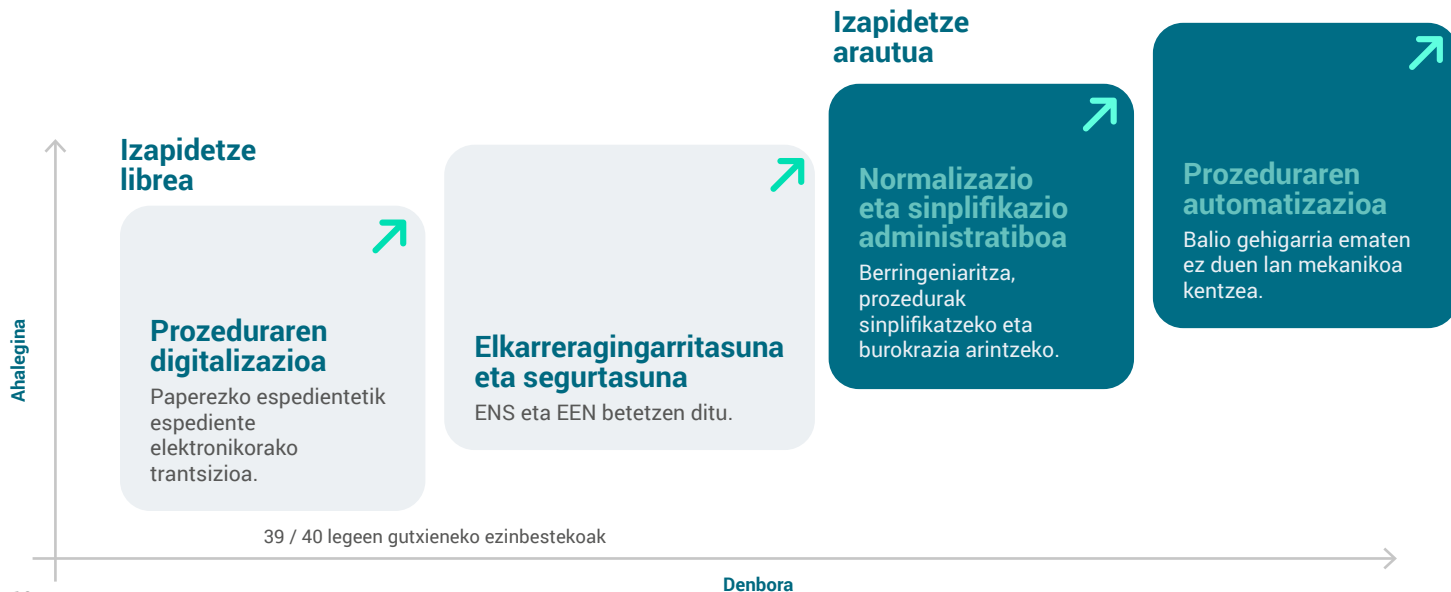 Izapidetze
arautua
Izapidetze
librea
Prozeduraren
digitalizazioa
Paperezko espedientetik
espediente
elektronikorako
trantsizioa.
Elkarreragingarritasuna
eta segurtasuna
ENS eta EEN betetzen ditu.
Normalizazio
eta sinplifikazio
administratiboa
Berringeniaritza,
prozedurak
sinplifikatzeko eta
burokrazia arintzeko.
Prozeduraren
automatizazioa
Balio gehigarria ematen
ez duen lan mekanikoa
kentzea.
Ahalegina
39 / 40 legeen gutxieneko ezinbestekoak
Denbora